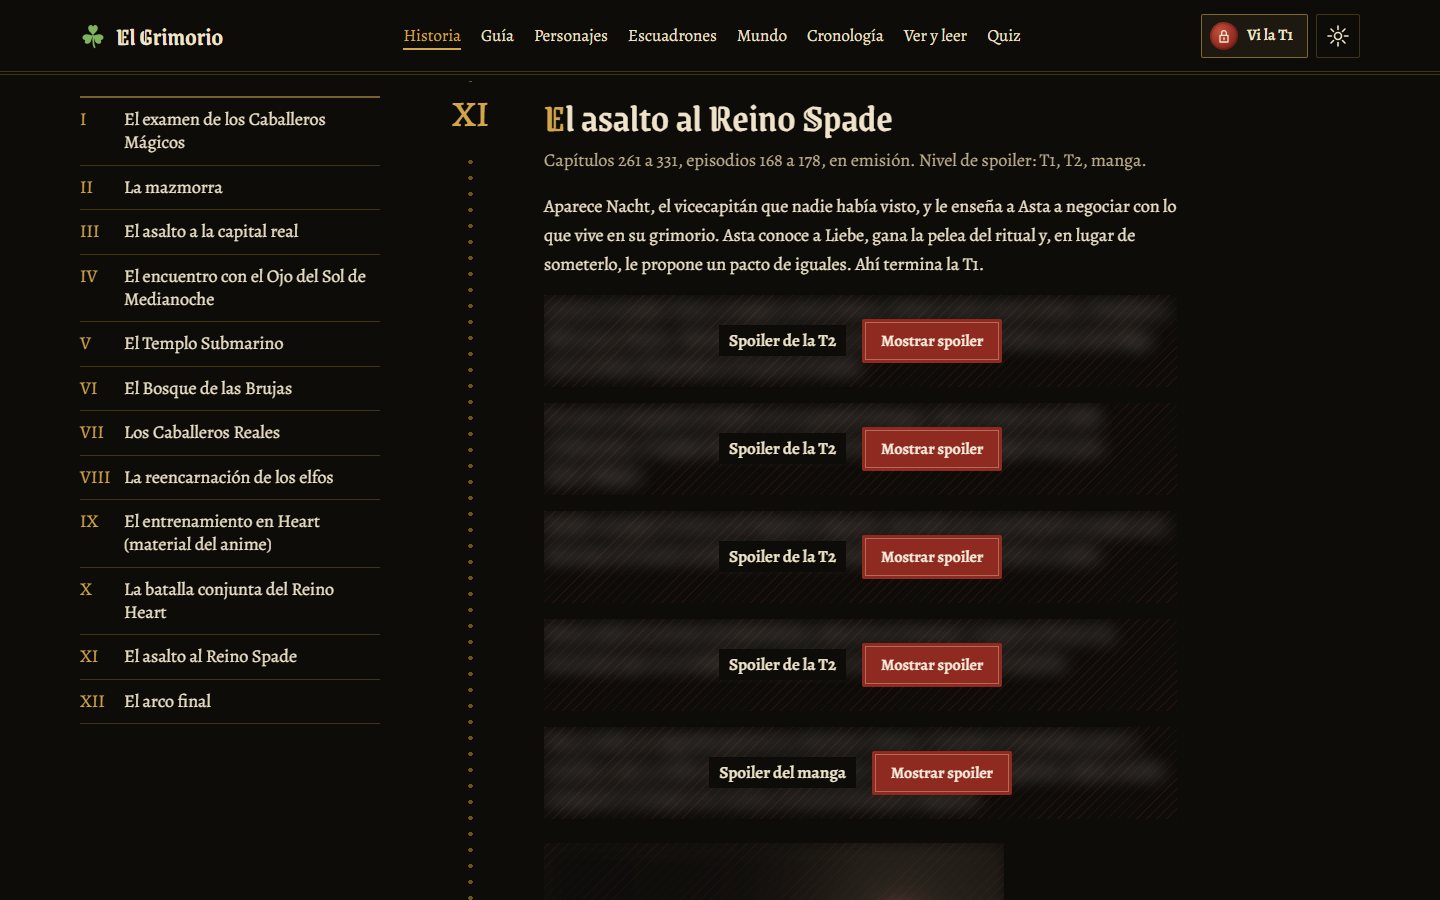 El Grimorio
Historia
Guía
Personajes
Escuadrones
Mundo
Cronología
Ver y leer
Quiz
Vi la T1
I El examen de los Caballeros
Mágicos
II La mazmorra
III El asalto a la capital real
IV El encuentro con el Ojo del Sol de
Medianoche
V El Templo Submarino
VI El Bosque de las Brujas
VII Los Caballeros Reales
VIII La reencarnación de los elfos
IX El entrenamiento en Heart
(material del anime)
X La batalla conjunta del Reino
Heart
XI El asalto al Reino Spade
XII El arco final
XI
El asalto al Reino Spade
Capítulos 261 a 331, episodios 168 a 178, en emisión. Nivel de spoiler: T1, T2, manga.
Aparece Nacht, el vicecapitán que nadie había visto, y le enseña a Asta a negociar con lo
que vive en su grimorio. Asta conoce a Liebe, gana la pelea del ritual y, en lugar de
someterlo, le propone un pacto de iguales. Ahí termina la T1.
Spoiler de la T2 Mostrar spoiler
Spoiler de la T2 Mostrar spoiler
Spoiler de la T2 Mostrar spoiler
Spoiler de la T2 Mostrar spoiler
Spoiler del manga Mostrar spoiler